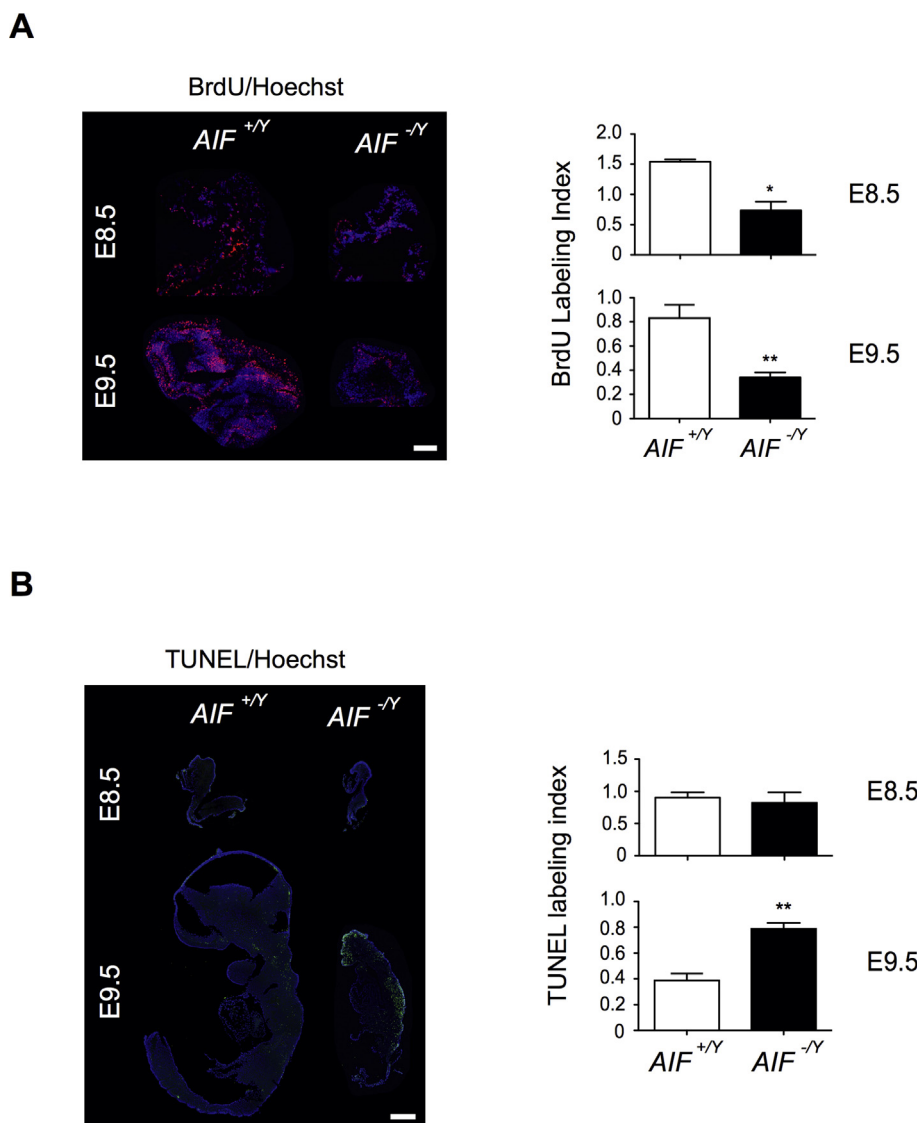 A
BrdU/Hoechst
AIF +/Y
AIF -/Y
E8.5
E9.5
BrdU Labeling Index
2.0
1.5
1.0
0.5
0
*
E8.5
1.0
0.8
0.6
0.4
0.2
0
**
E9.5
AIF +/Y
AIF -/Y
B
TUNEL/Hoechst
AIF +/Y
AIF -/Y
E8.5
E9.5
TUNEL labeling index
1.5
1.0
0.5
0
E8.5
1.0
0.8
0.6
0.4
0.2
0
**
E9.5
AIF +/Y
AIF -/Y